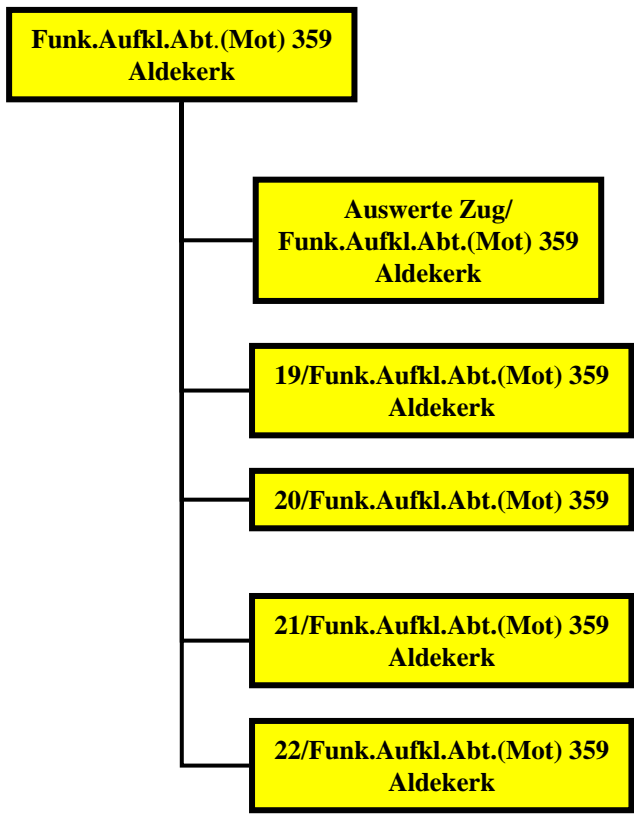 Funk.Aufkl.Abt.(Mot) 359
Aldekerk
Auswerte Zug/
Funk.Aufkl.Abt.(Mot) 359
Aldekerk
19/Funk.Aufkl.Abt.(Mot) 359
Aldekerk
20/Funk.Aufkl.Abt.(Mot) 359
21/Funk.Aufkl.Abt.(Mot) 359
Aldekerk
22/Funk.Aufkl.Abt.(Mot) 359
Aldekerk